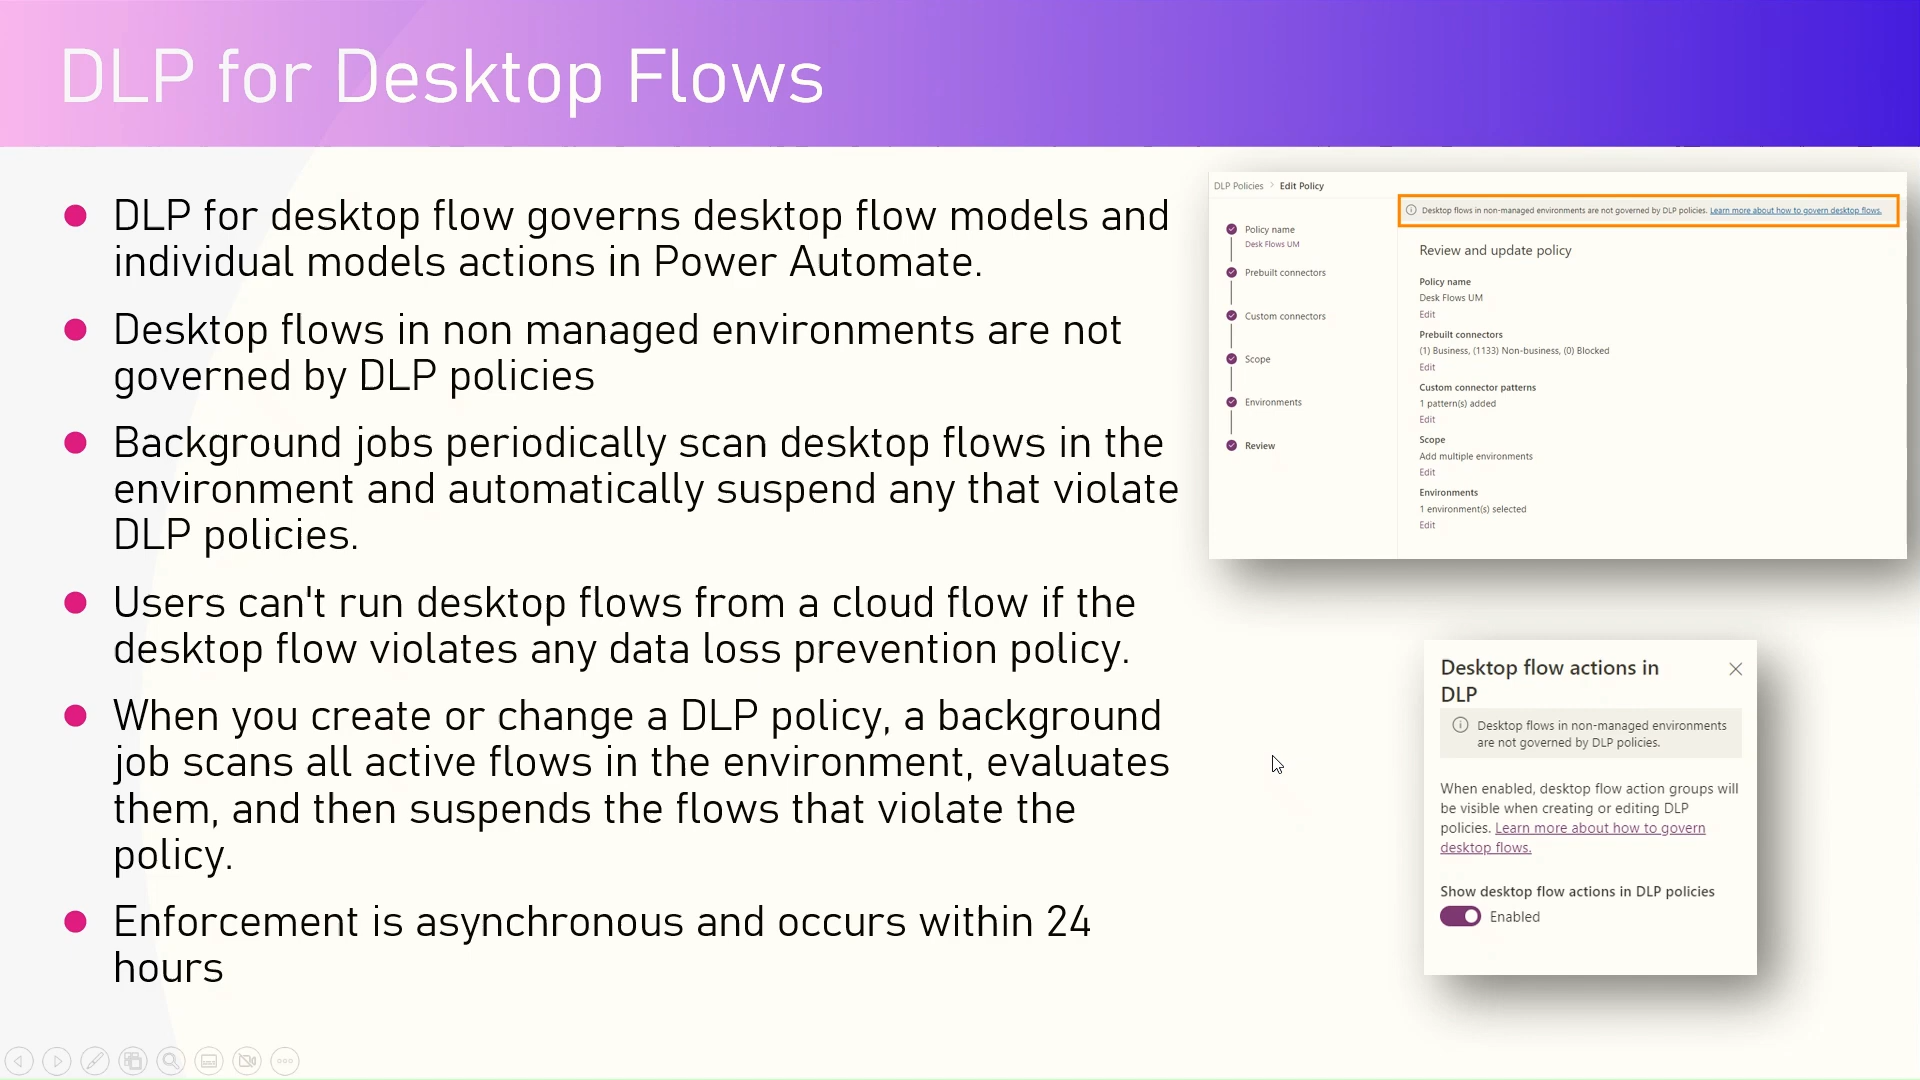 DLP for Desktop Flows
DLP for desktop flow governs desktop flow models and
individual models actions in Power Automate.
Desktop flows in non managed environments are not
governed by DLP policies
Background jobs periodically scan desktop flows in the
environment and automatically suspend any that violate
DLP policies.
Users can't run desktop flows from a cloud flow if the
desktop flow violates any data loss prevention policy.
When you create or change a DLP policy, a background
job scans all active flows in the environment, evaluates
them, and then suspends the flows that violate the
policy.
Enforcement is asynchronous and occurs within 24
hours
DLP Policies > Edit Policy
Policy name
Desk Flows UM
Prebuilt connectors
Custom connectors
Scope
Environments
Review
Desktop flows in non-managed environments are not governed by DLP policies. Learn more about how to govern desktop flows.
Review and update policy
Policy name
Desk Flows UM
Edit
Prebuilt connectors
(1) Business, (1133) Non-business, (0) Blocked
Edit
Custom connector patterns
1 pattern(s) added
Edit
Scope
Add multiple environments
Edit
Environments
1 environment(s) selected
Edit
Desktop flow actions in
DLP
Desktop flows in non-managed environments
are not governed by DLP policies.
When enabled, desktop flow action groups will
be visible when creating or editing DLP
policies. Learn more about how to govern
desktop flows.
Show desktop flow actions in DLP policies
Enabled